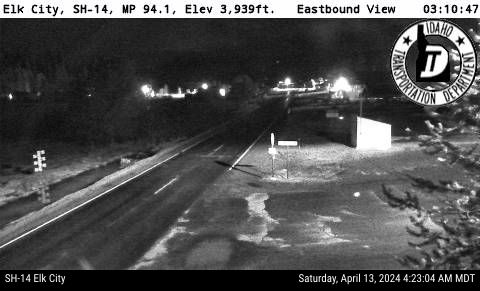 Elk City, SH-14, MP 94.1, Elev 3,939ft. Eastbound View 03:10:47
IDAHO
TRANSPORTATION DEPARTMENT
SH-14 Elk City Saturday, April 13, 2024 4:23:04 AM MDT